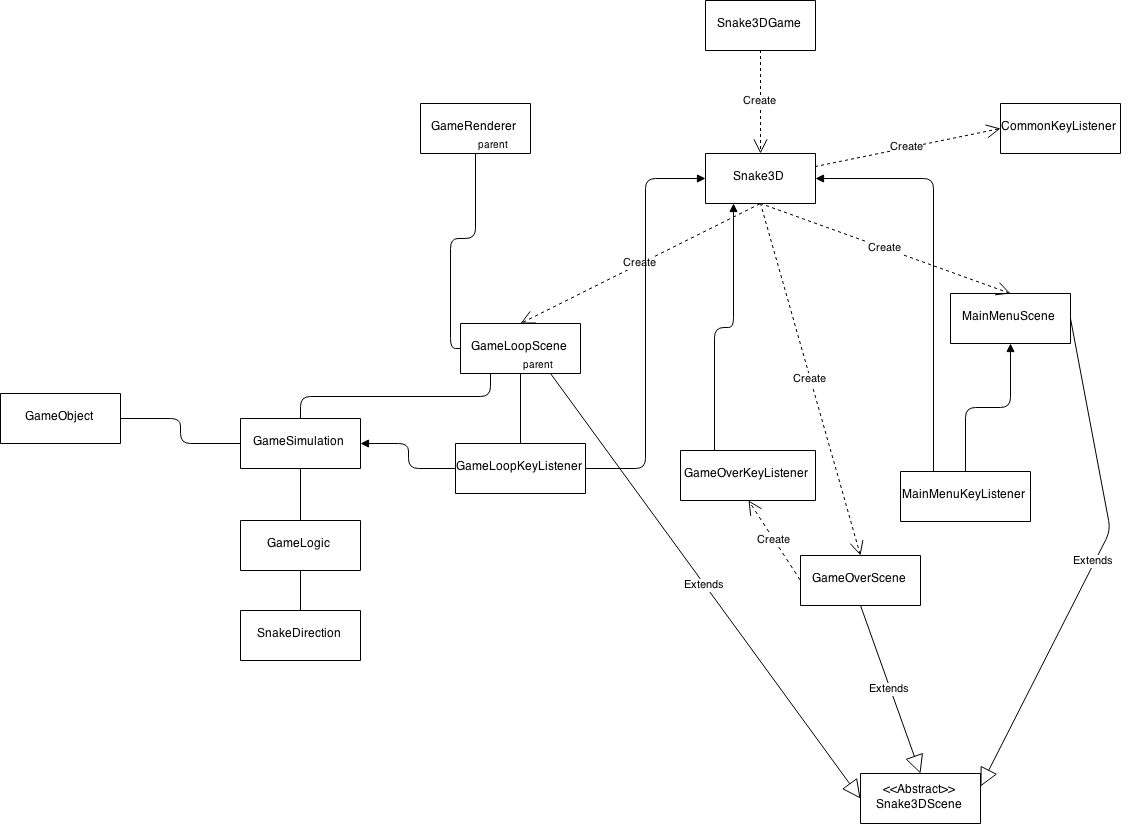 Snake3DGame
Create
GameRenderer
parent
CommonKeyListener
Create
Snake3D
Create
Create
MainMenuScene
GameLoopScene
parent
Create
GameObject
GameSimulation
GameLoopKeyListener
GameOverKeyListener
MainMenuKeyListener
GameLogic
Create
Extends
GameOverScene
Extends
SnakeDirection
Extends
<<Abstract>>
Snake3DScene